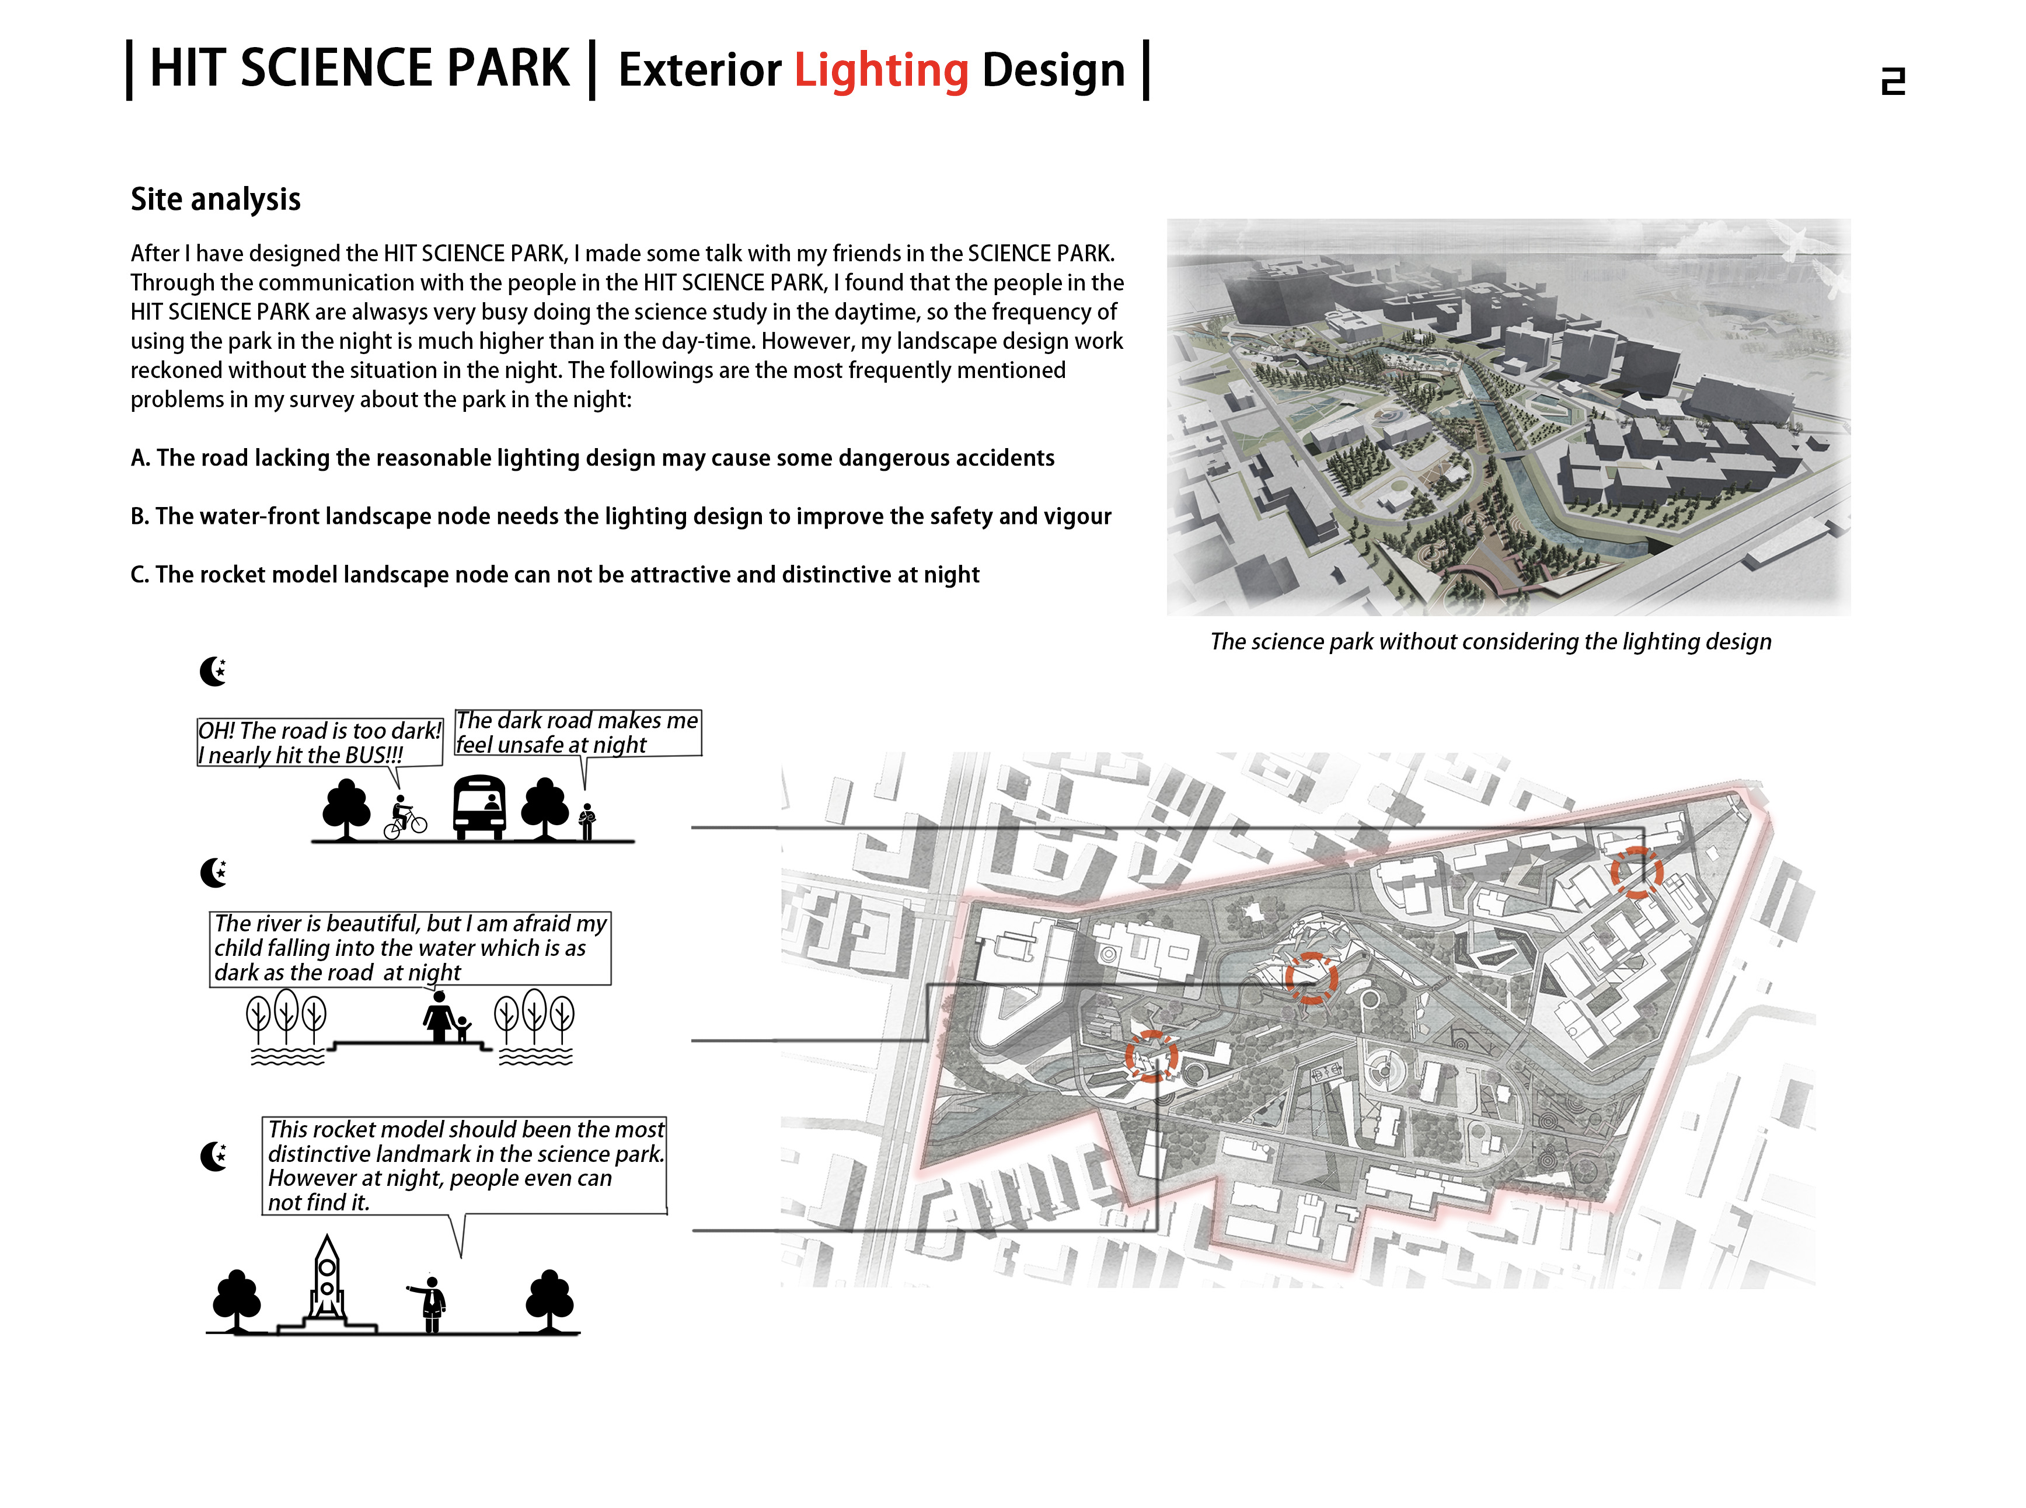 | HIT SCIENCE PARK | Exterior Lighting Design |
2
Site analysis
After I have designed the HIT SCIENCE PARK, I made some talk with my friends in the SCIENCE PARK.
Through the communication with the people in the HIT SCIENCE PARK, I found that the people in the
HIT SCIENCE PARK are alwasys very busy doing the science study in the daytime, so the frequency of
using the park in the night is much higher than in the day-time. However, my landscape design work
reckoned without the situation in the night. The followings are the most frequently mentioned
problems in my survey about the park in the night:
A. The road lacking the reasonable lighting design may cause some dangerous accidents
B. The water-front landscape node needs the lighting design to improve the safety and vigour
C. The rocket model landscape node can not be attractive and distinctive at night
The science park without considering the lighting design
OH! The road is too dark!
I nearly hit the BUS!!!
The dark road makes me
feel unsafe at night
The river is beautiful, but I am afraid my
child falling into the water which is as
dark as the road at night
This rocket model should been the most
distinctive landmark in the science park.
However at night, people even can
not find it.